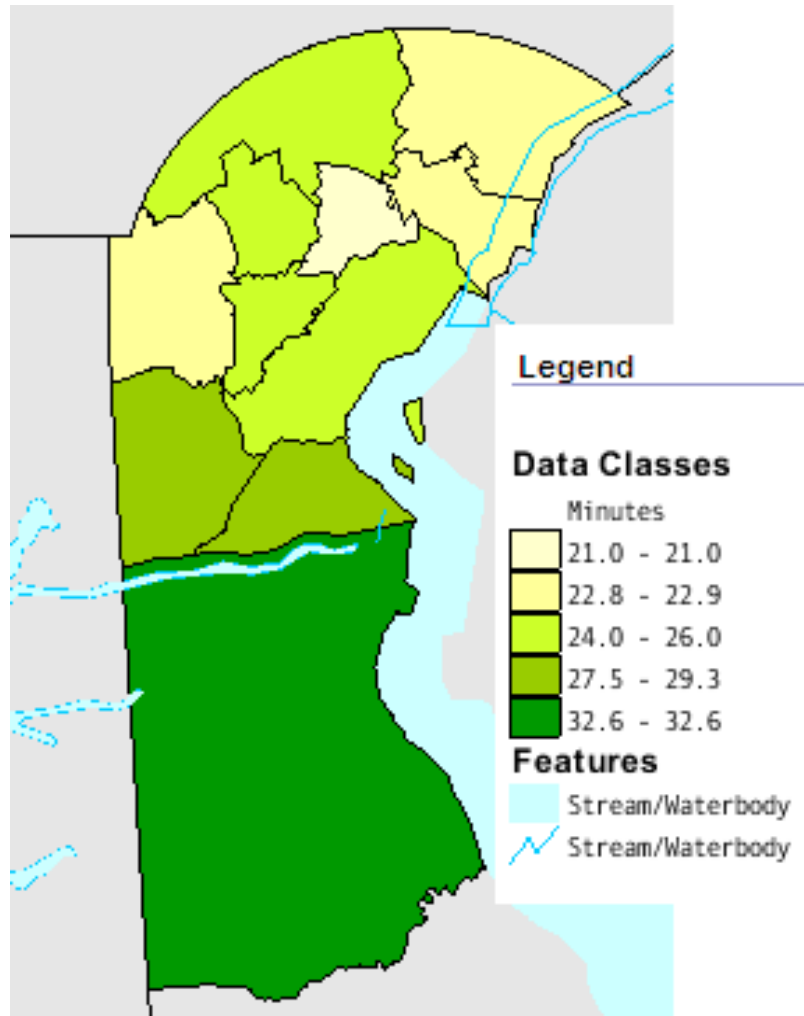 Legend
Data Classes
Minutes
21.0 - 21.0
22.8 - 22.9
24.0 - 26.0
27.5 - 29.3
32.6 - 32.6
Features
Stream/Waterbody
Stream/Waterbody